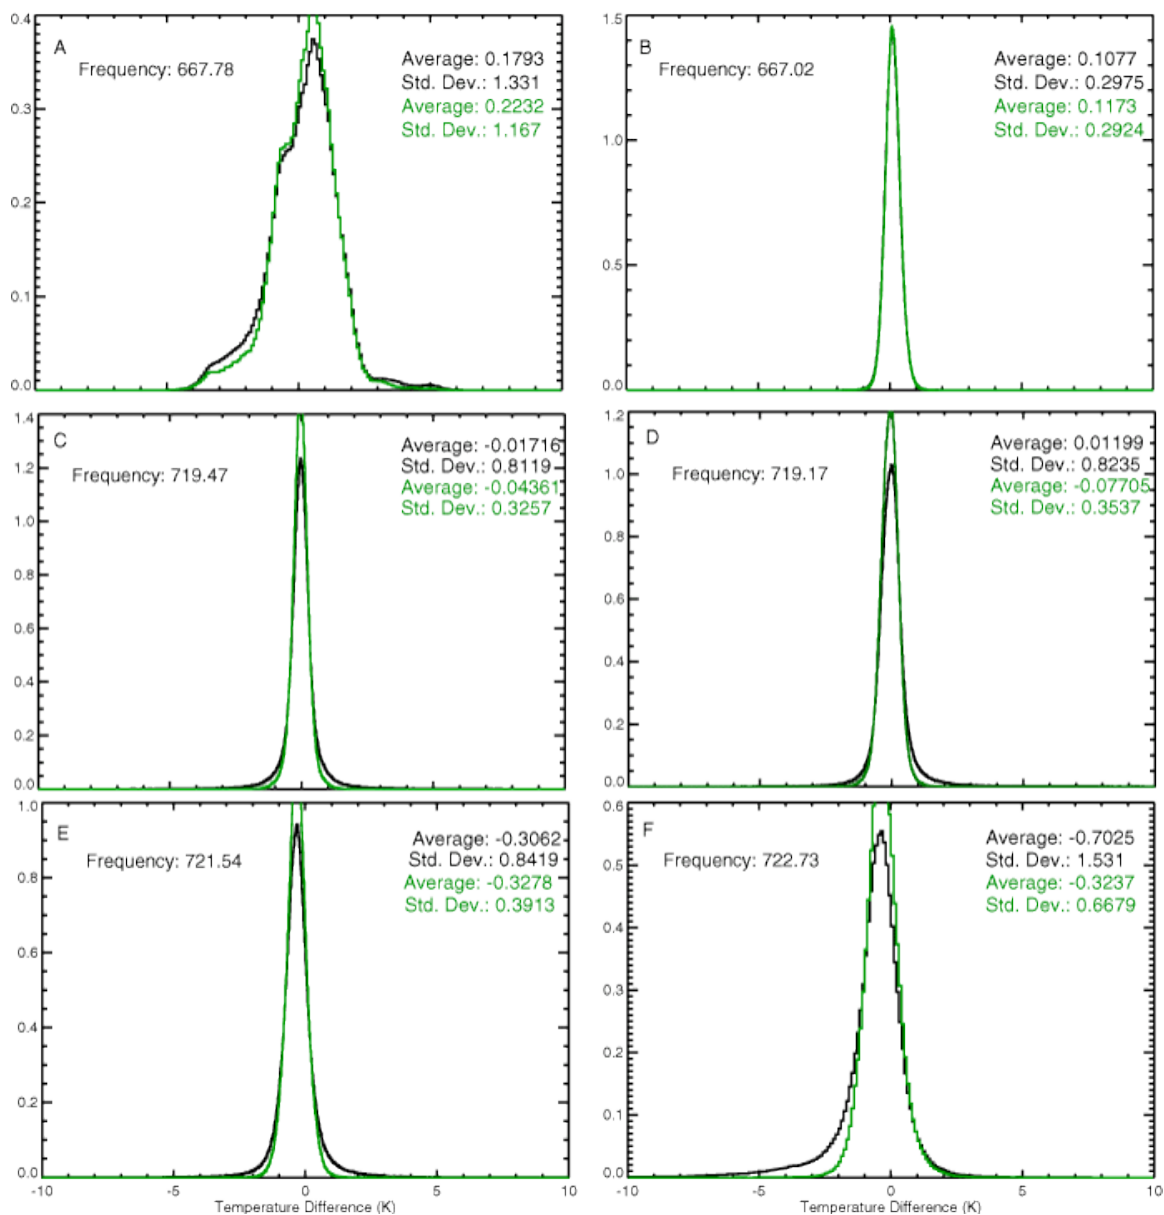 A
Frequency: 667.78
Average: 0.1793
Std. Dev.: 1.331
Average: 0.2232
Std. Dev.: 1.167
0.4
0.3
0.2
0.1
0.0
B
Frequency: 667.02
Average: 0.1077
Std. Dev.: 0.2975
Average: 0.1173
Std. Dev.: 0.2924
1.5
1.0
0.5
0.0
-10
-5
0
5
10
C
Frequency: 719.47
Average: -0.01716
Std. Dev.: 0.8119
Average: -0.04361
Std. Dev.: 0.3257
1.4
1.2
1.0
0.8
0.6
0.4
0.2
0.0
D
Frequency: 719.17
Average: 0.01199
Std. Dev.: 0.8235
Average: -0.07705
Std. Dev.: 0.3537
1.2
1.0
0.8
0.6
0.4
0.2
0.0
-10
-5
0
5
10
E
Frequency: 721.54
Average: -0.3062
Std. Dev.: 0.8419
Average: -0.3278
Std. Dev.: 0.3913
1.0
0.8
0.6
0.4
0.2
0.0
-10
-5
0
5
10
Temperature Difference (K)
F
Frequency: 722.73
Average: -0.7025
Std. Dev.: 1.531
Average: -0.3237
Std. Dev.: 0.6679
0.6
0.5
0.4
0.3
0.2
0.1
0.0
-10
-5
0
5
10
Temperature Difference (K)